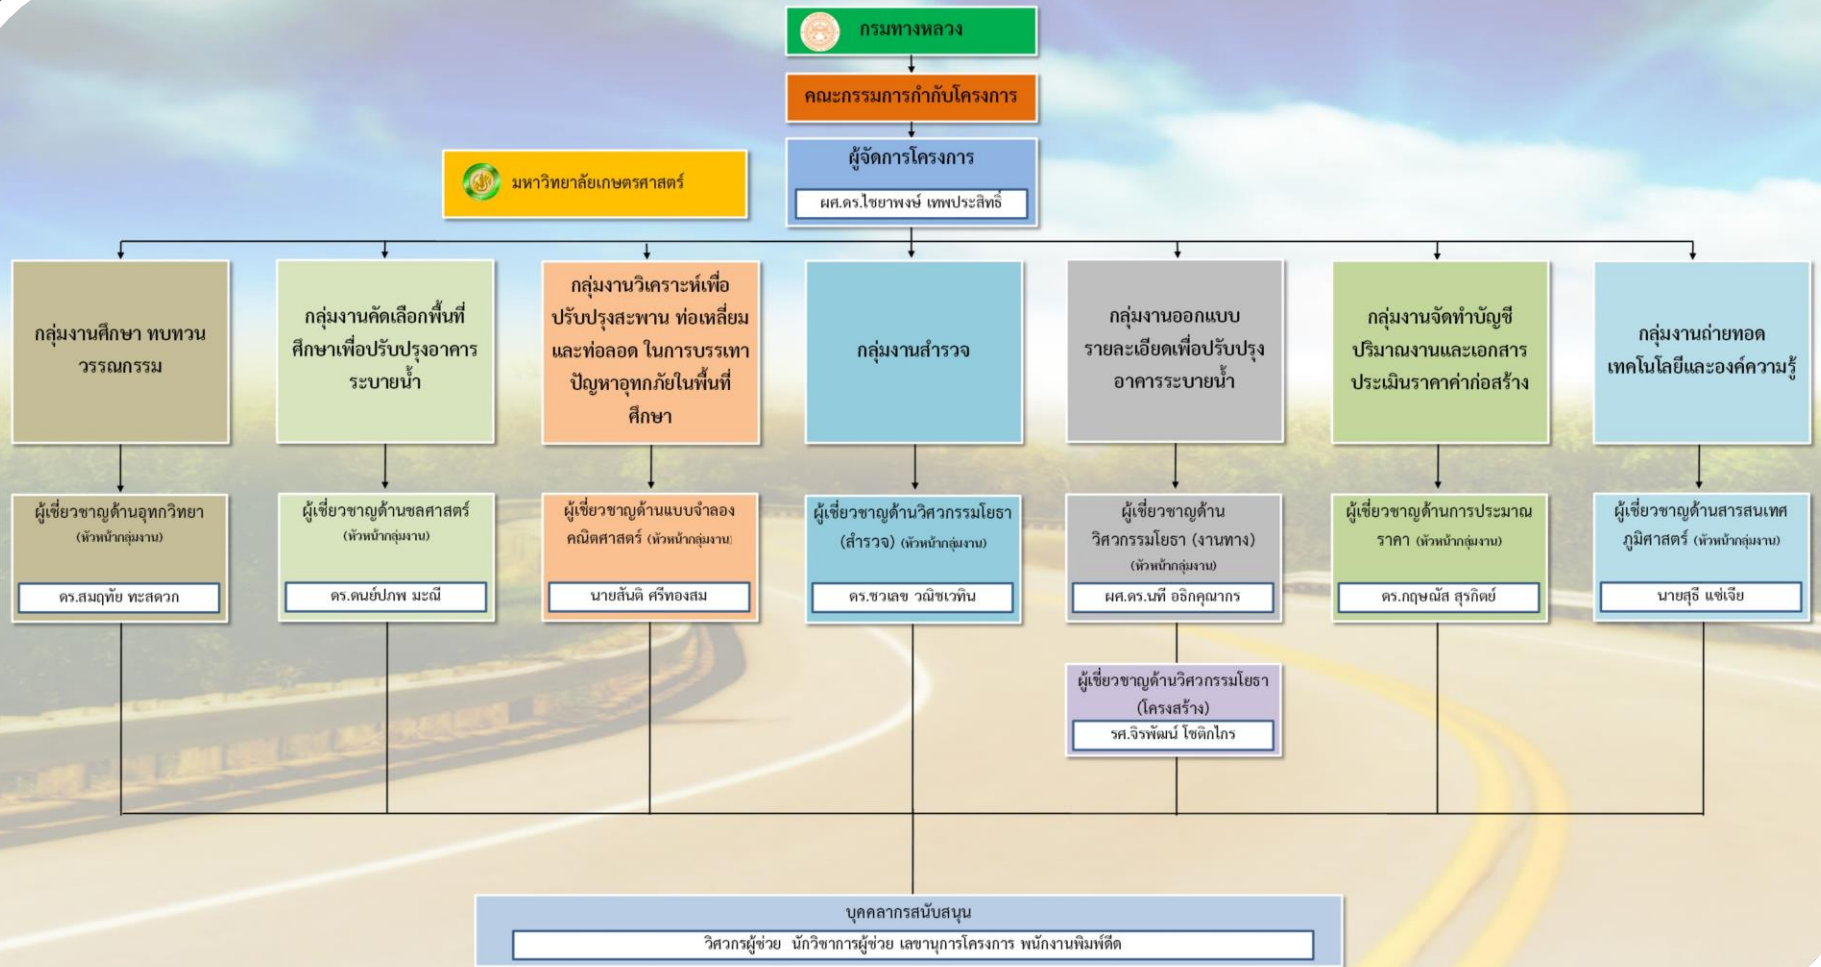 กรมทางหลวง
คณะกรรมการกำกับโครงการ
ผู้จัดการโครงการ
ผศ.ดร.ไชยาพงษ์ เทพประสิทธิ์
มหาวิทยาลัยเกษตรศาสตร์
กลุ่มงานศึกษา ทบทวน
วรรณกรรม
กลุ่มงานคัดเลือกพื้นที่
ศึกษาเพื่อปรับปรุงอาคาร
ระบายน้ำ
กลุ่มงานวิเคราะห์เพื่อ
ปรับปรุงสะพาน ท่อเหลี่ยม
และท่อลอด ในการบรรเทา
ปัญหาอุทกภัยในพื้นที่
ศึกษา
กลุ่มงานสำรวจ
กลุ่มงานออกแบบ
รายละเอียดเพื่อปรับปรุง
อาคารระบายน้ำ
กลุ่มงานจัดทำบัญชี
ปริมาณงานและเอกสาร
ประเมินราคาค่าก่อสร้าง
กลุ่มงานถ่ายทอด
เทคโนโลยีและองค์ความรู้
ผู้เชี่ยวชาญด้านอุทกวิทยา
(หัวหน้ากลุ่มงาน)
ดร.สมฤทัย ทะสดวก
ผู้เชี่ยวชาญด้านชลศาสตร์
(หัวหน้ากลุ่มงาน)
ดร.ดนย์ปภพ มะณี
ผู้เชี่ยวชาญด้านแบบจำลอง
คณิตศาสตร์ (หัวหน้ากลุ่มงาน)
นายสันติ ศรีทองสม
ผู้เชี่ยวชาญด้านวิศวกรรมโยธา
(สำรวจ) (หัวหน้ากลุ่มงาน)
ดร.ชวเลข วณิชเวทิน
ผู้เชี่ยวชาญด้าน
วิศวกรรมโยธา (งานทาง)
(หัวหน้ากลุ่มงาน)
ผศ.ดร.นที อธิกคุณากร
ผู้เชี่ยวชาญด้านการประมาณ
ราคา (หัวหน้ากลุ่มงาน)
ดร.กฤษณัส สุรกิตย์
ผู้เชี่ยวชาญด้านสารสนเทศ
ภูมิศาสตร์ (หัวหน้ากลุ่มงาน)
นายสุธี แซ่เจีย
ผู้เชี่ยวชาญด้านวิศวกรรมโยธา
(โครงสร้าง)
รศ.จิรพัฒน์ โชติกไกร
บุคคลากรสนับสนุน
วิศวกรผู้ช่วย นักวิชาการผู้ช่วย เลขานุการโครงการ พนักงานพิมพ์ดีด